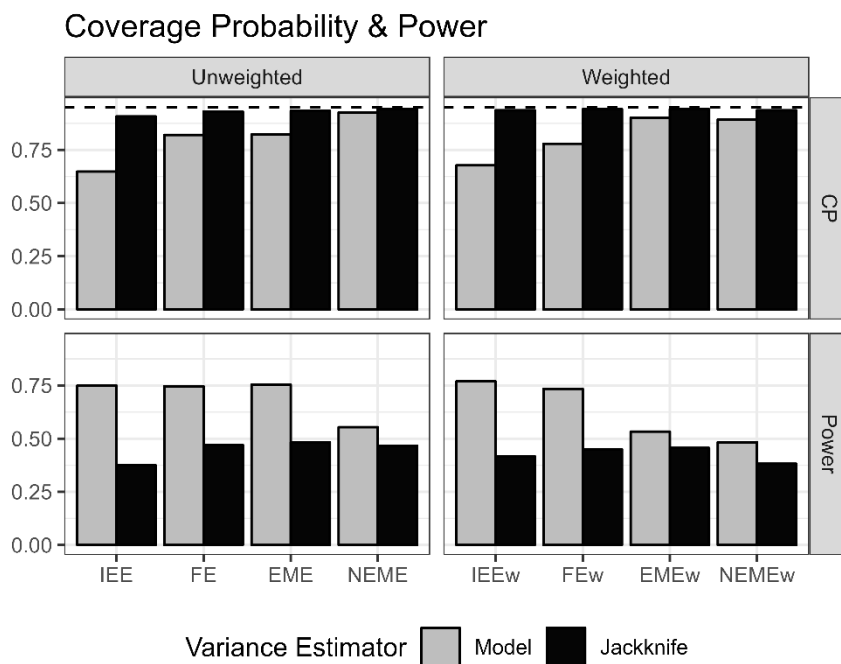 Coverage Probability & Power
Unweighted Weighted
0.75
0.50
0.25
0.00
CP
0.75
0.50
0.25
0.00
Power
IEE FE EME NEME IEEw FEw EMEw NEMEw
Variance Estimator Model Jackknife